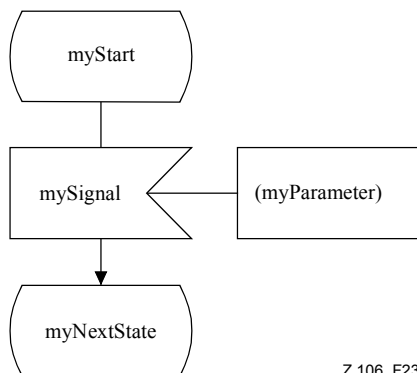 myStart
mySignal
(myParameter)
myNextState
Z.106_F23